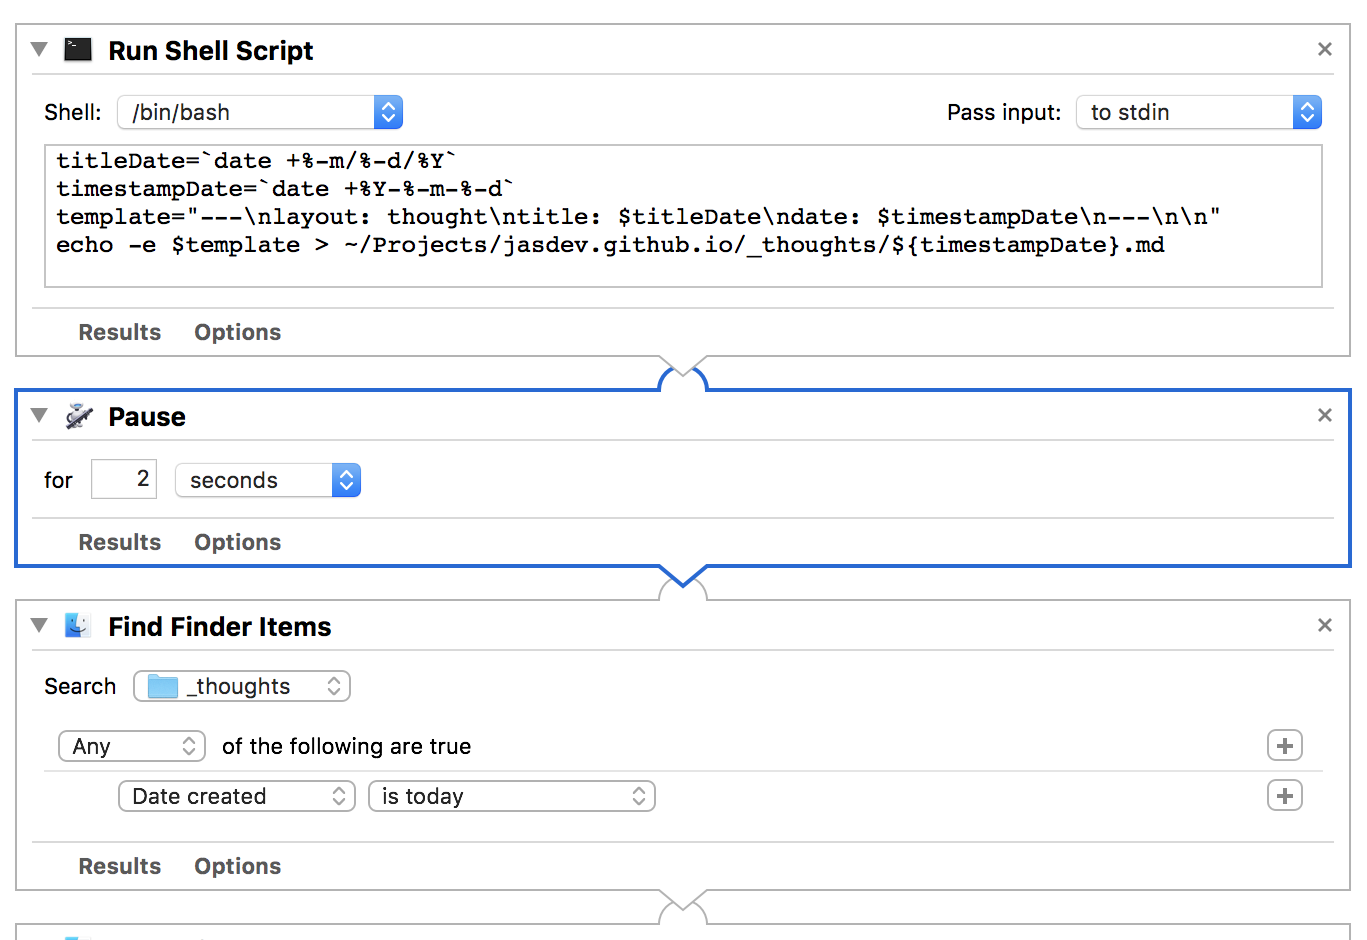 Run Shell Script
Shell: /bin/bash Pass input: to stdin
titleDate=`date +%-m/%-d/%Y`
timestampDate=`date +%Y-%-m-%-d`
template="---\nlayout: thought\ntitle: $titleDate\ndate: $timestampDate\n---\n\n"
echo -e $template > ~/Projects/jasdev.github.io/_thoughts/${timestampDate}.md
Results Options
Pause
for 2 seconds
Results Options
Find Finder Items
Search _thoughts
Any of the following are true
Date created is today
Results Options